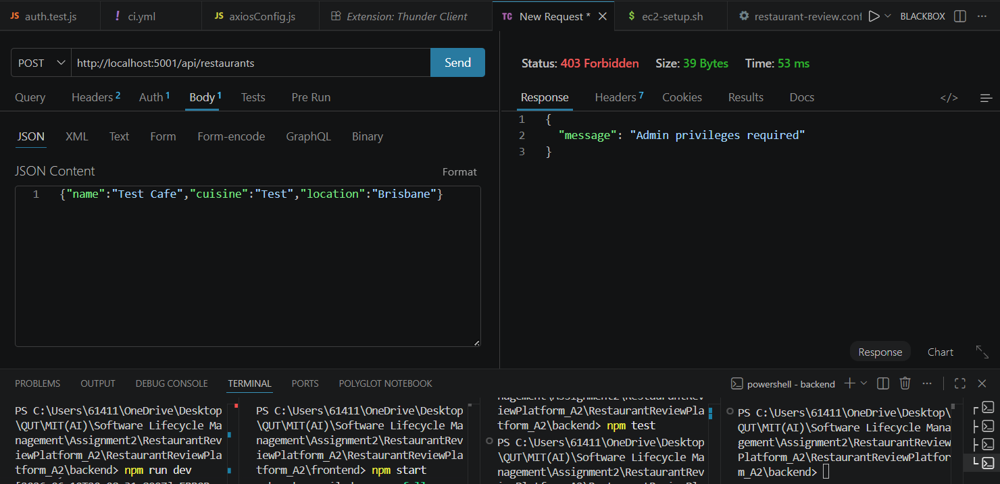 JS auth.test.js ! ci.yml JS axiosConfig.js Extension: Thunder Client TC New Request * $ ec2-setup.sh restaurant-review.conf BLACKBOX
POST http://localhost:5001/api/restaurants Send
Query Headers 2 Auth 1 Body 1 Tests Pre Run
JSON XML Text Form Form-encode GraphQL Binary
JSON Content Format
1 {"name":"Test Cafe","cuisine":"Test","location":"Brisbane"}
Status: 403 Forbidden Size: 39 Bytes Time: 53 ms
Response Headers 7 Cookies Results Docs </>
1 {
2 "message": "Admin privileges required"
3 }
Response Chart
PROBLEMS OUTPUT DEBUG CONSOLE TERMINAL PORTS POLYGLOT NOTEBOOK powershell - backend
PS C:\Users\61411\OneDrive\Desktop
\QUT\MIT(AI)\Software Lifecycle Ma
nagement\Assignment2\RestaurantRev
iewPlatform_A2\RestaurantReviewPla
tform_A2\backend> npm run dev
PS C:\Users\61411\OneDrive\Desktop
\QUT\MIT(AI)\Software Lifecycle Ma
nagement\Assignment2\RestaurantRev
iewPlatform_A2\RestaurantReviewPla
tform_A2\frontend> npm start
nagement\Assignment2\RestaurantRev
iewPlatform_A2\RestaurantReviewPla
tform_A2\backend> npm test
PS C:\Users\61411\OneDrive\Desktop
\QUT\MIT(AI)\Software Lifecycle Ma
nagement\Assignment2\RestaurantRev
iewPlatform_A2\RestaurantReviewPla
PS C:\Users\61411\OneDrive\Desktop\
QUT\MIT(AI)\Software Lifecycle Mana
gement\Assignment2\RestaurantReview
Platform_A2\RestaurantReviewPlatfor
m_A2\backend>